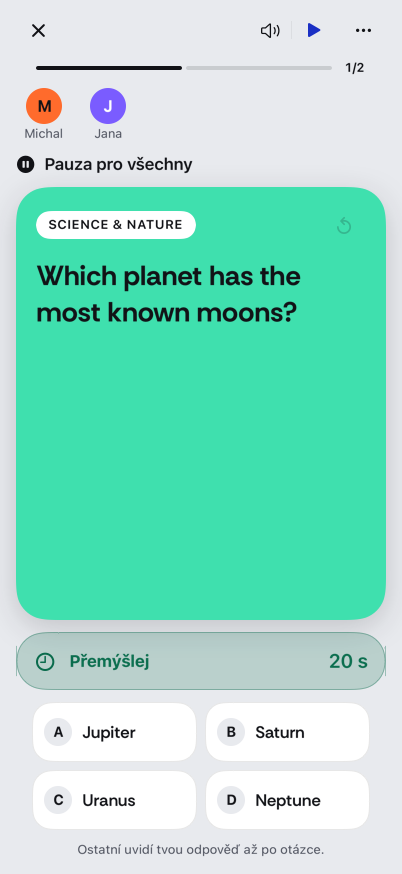 1/2
M
J
Michal
Jana
Pauza pro všechny
SCIENCE & NATURE
Which planet has the
most known moons?
Přemýšlej
20 s
A Jupiter
B Saturn
C Uranus
D Neptune
Ostatní uvidí tvou odpověď až po otázce.